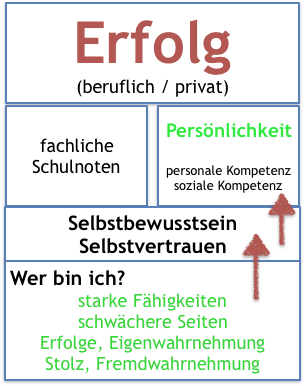 Erfolg
(beruflich / privat)
fachliche
Schulnoten
Persönlichkeit
personale Kompetenz
soziale Kompetenz
Selbstbewusstsein
Selbstvertrauen
Wer bin ich?
starke Fähigkeiten
schwächere Seiten
Erfolge, Eigenwahrnehmung
Stolz, Fremdwahrnehmung